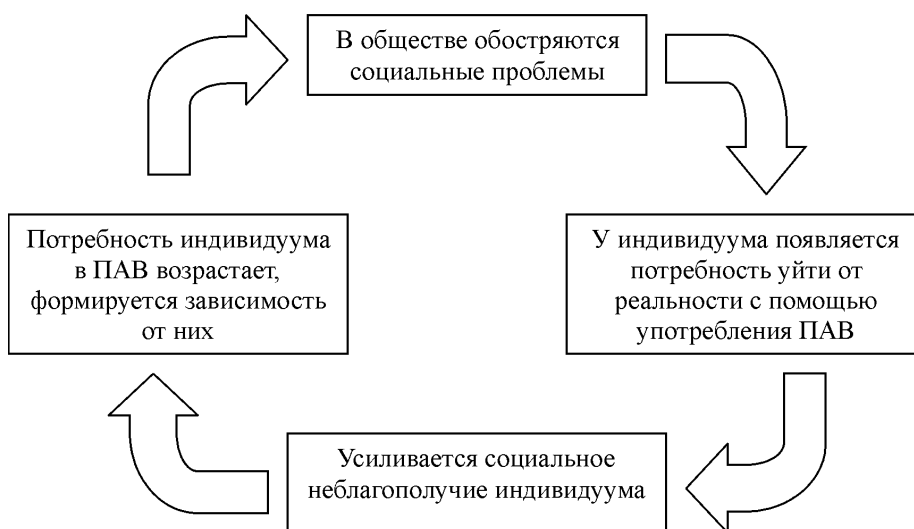 В обществе обостряются
социальные проблемы
У индивидуума появляется
потребность уйти от
реальности с помощью
употребления ПАВ
Усиливается социальное
неблагополучие индивидуума
Потребность индивидуума
в ПАВ возрастает,
формируется зависимость
от них